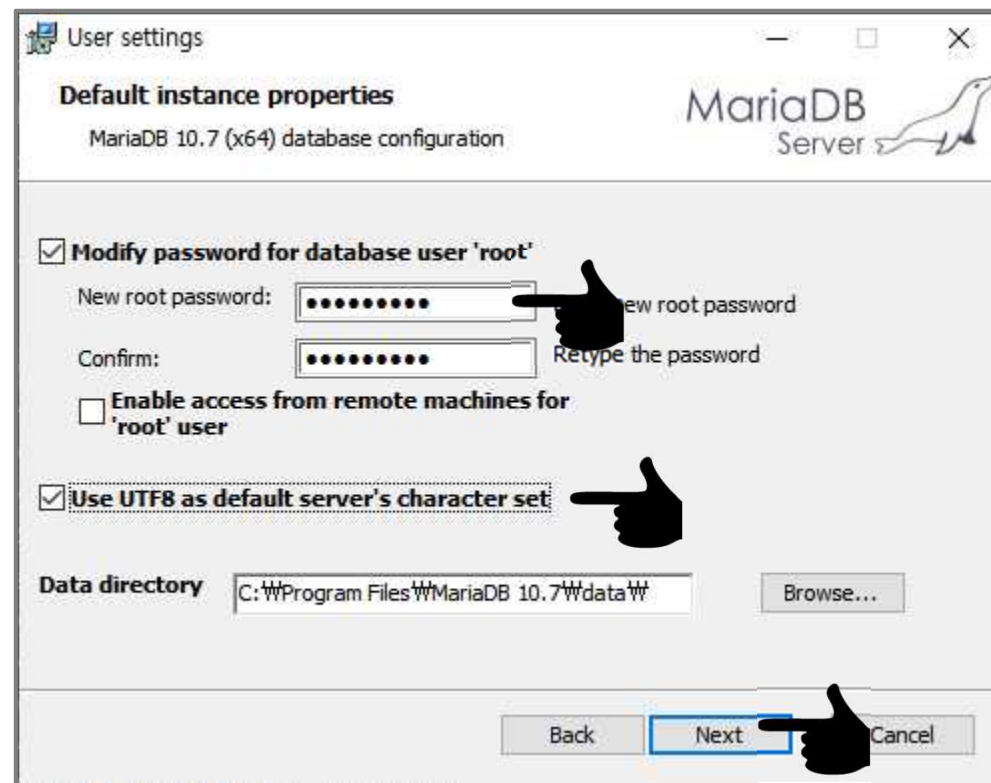 User settings
Default instance properties
MariaDB 10.7 (x64) database configuration
MariaDB
Server
Modify password for database user 'root'
New root password: ●●●●●●●●● new root password
Confirm: ●●●●●●●●● Retype the password
Enable access from remote machines for
'root' user
Use UTF8 as default server's character set
Data directory C:₩Program Files₩MariaDB 10.7₩data₩ Browse...
Back Next Cancel